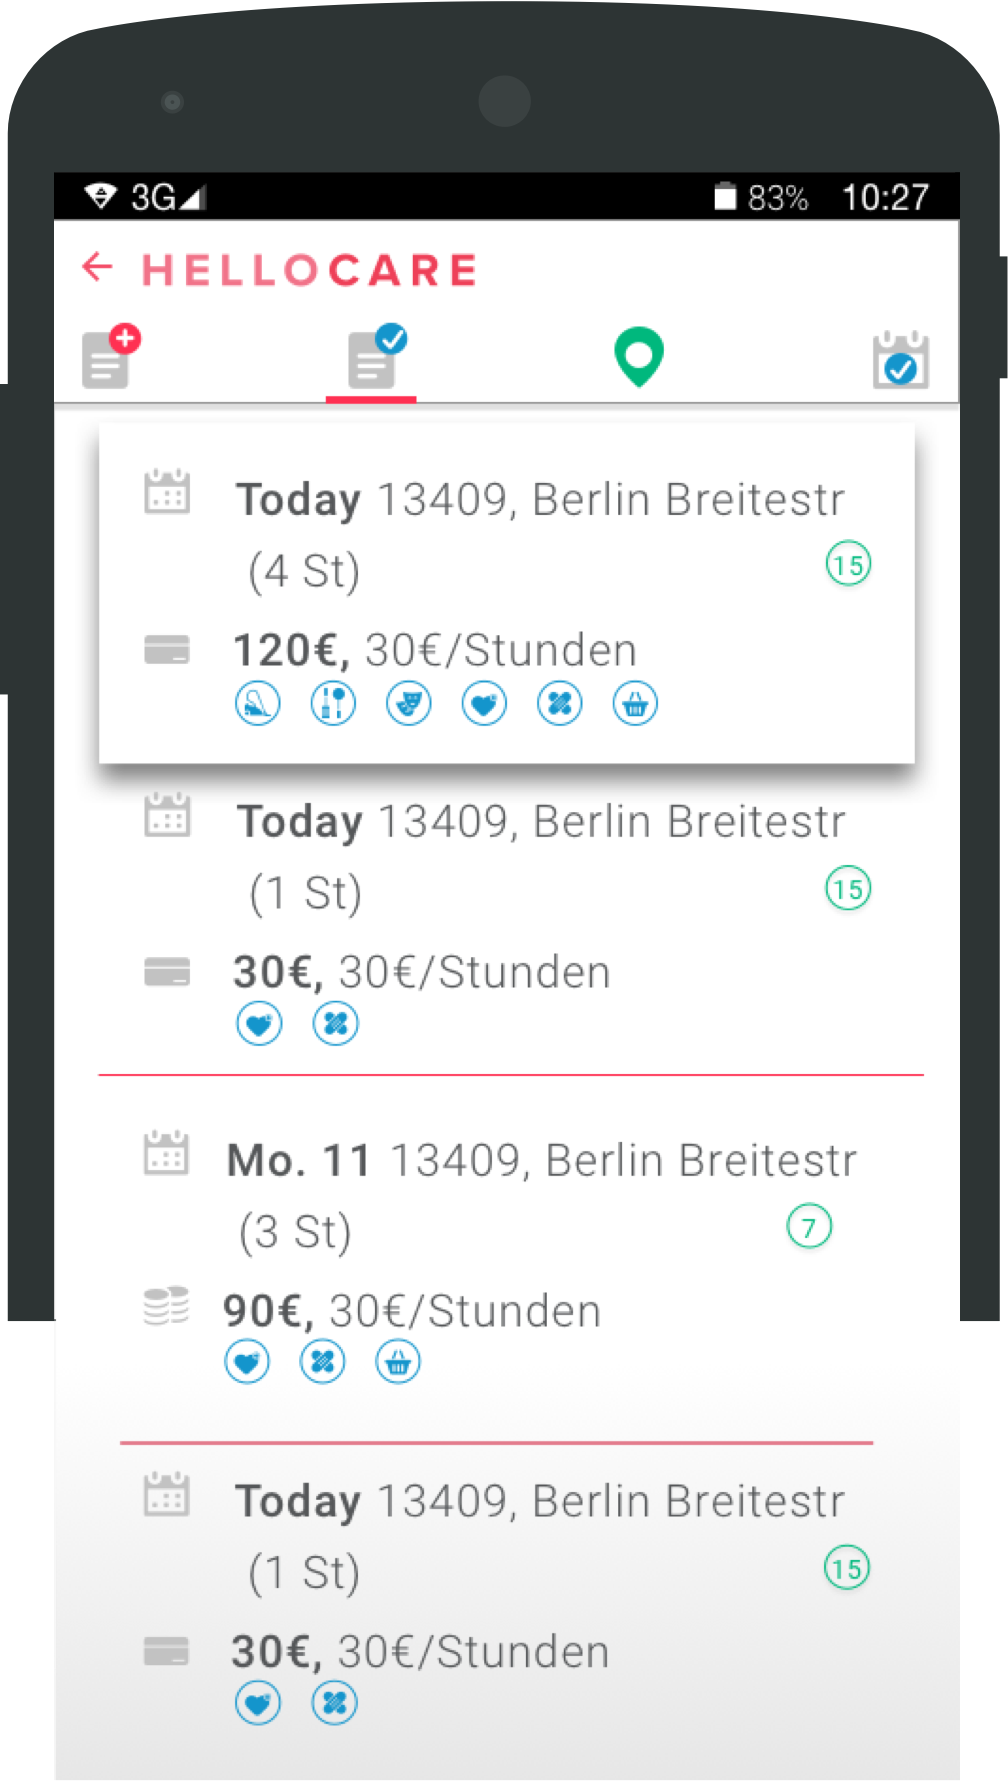 3G 83% 10:27
HELLOCARE
Today 13409, Berlin Breitestr
(4 St) 15
120€, 30€/Stunden
Today 13409, Berlin Breitestr
(1 St) 15
30€, 30€/Stunden
Mo. 11 13409, Berlin Breitestr
(3 St) 7
90€, 30€/Stunden
Today 13409, Berlin Breitestr
(1 St) 15
30€, 30€/Stunden